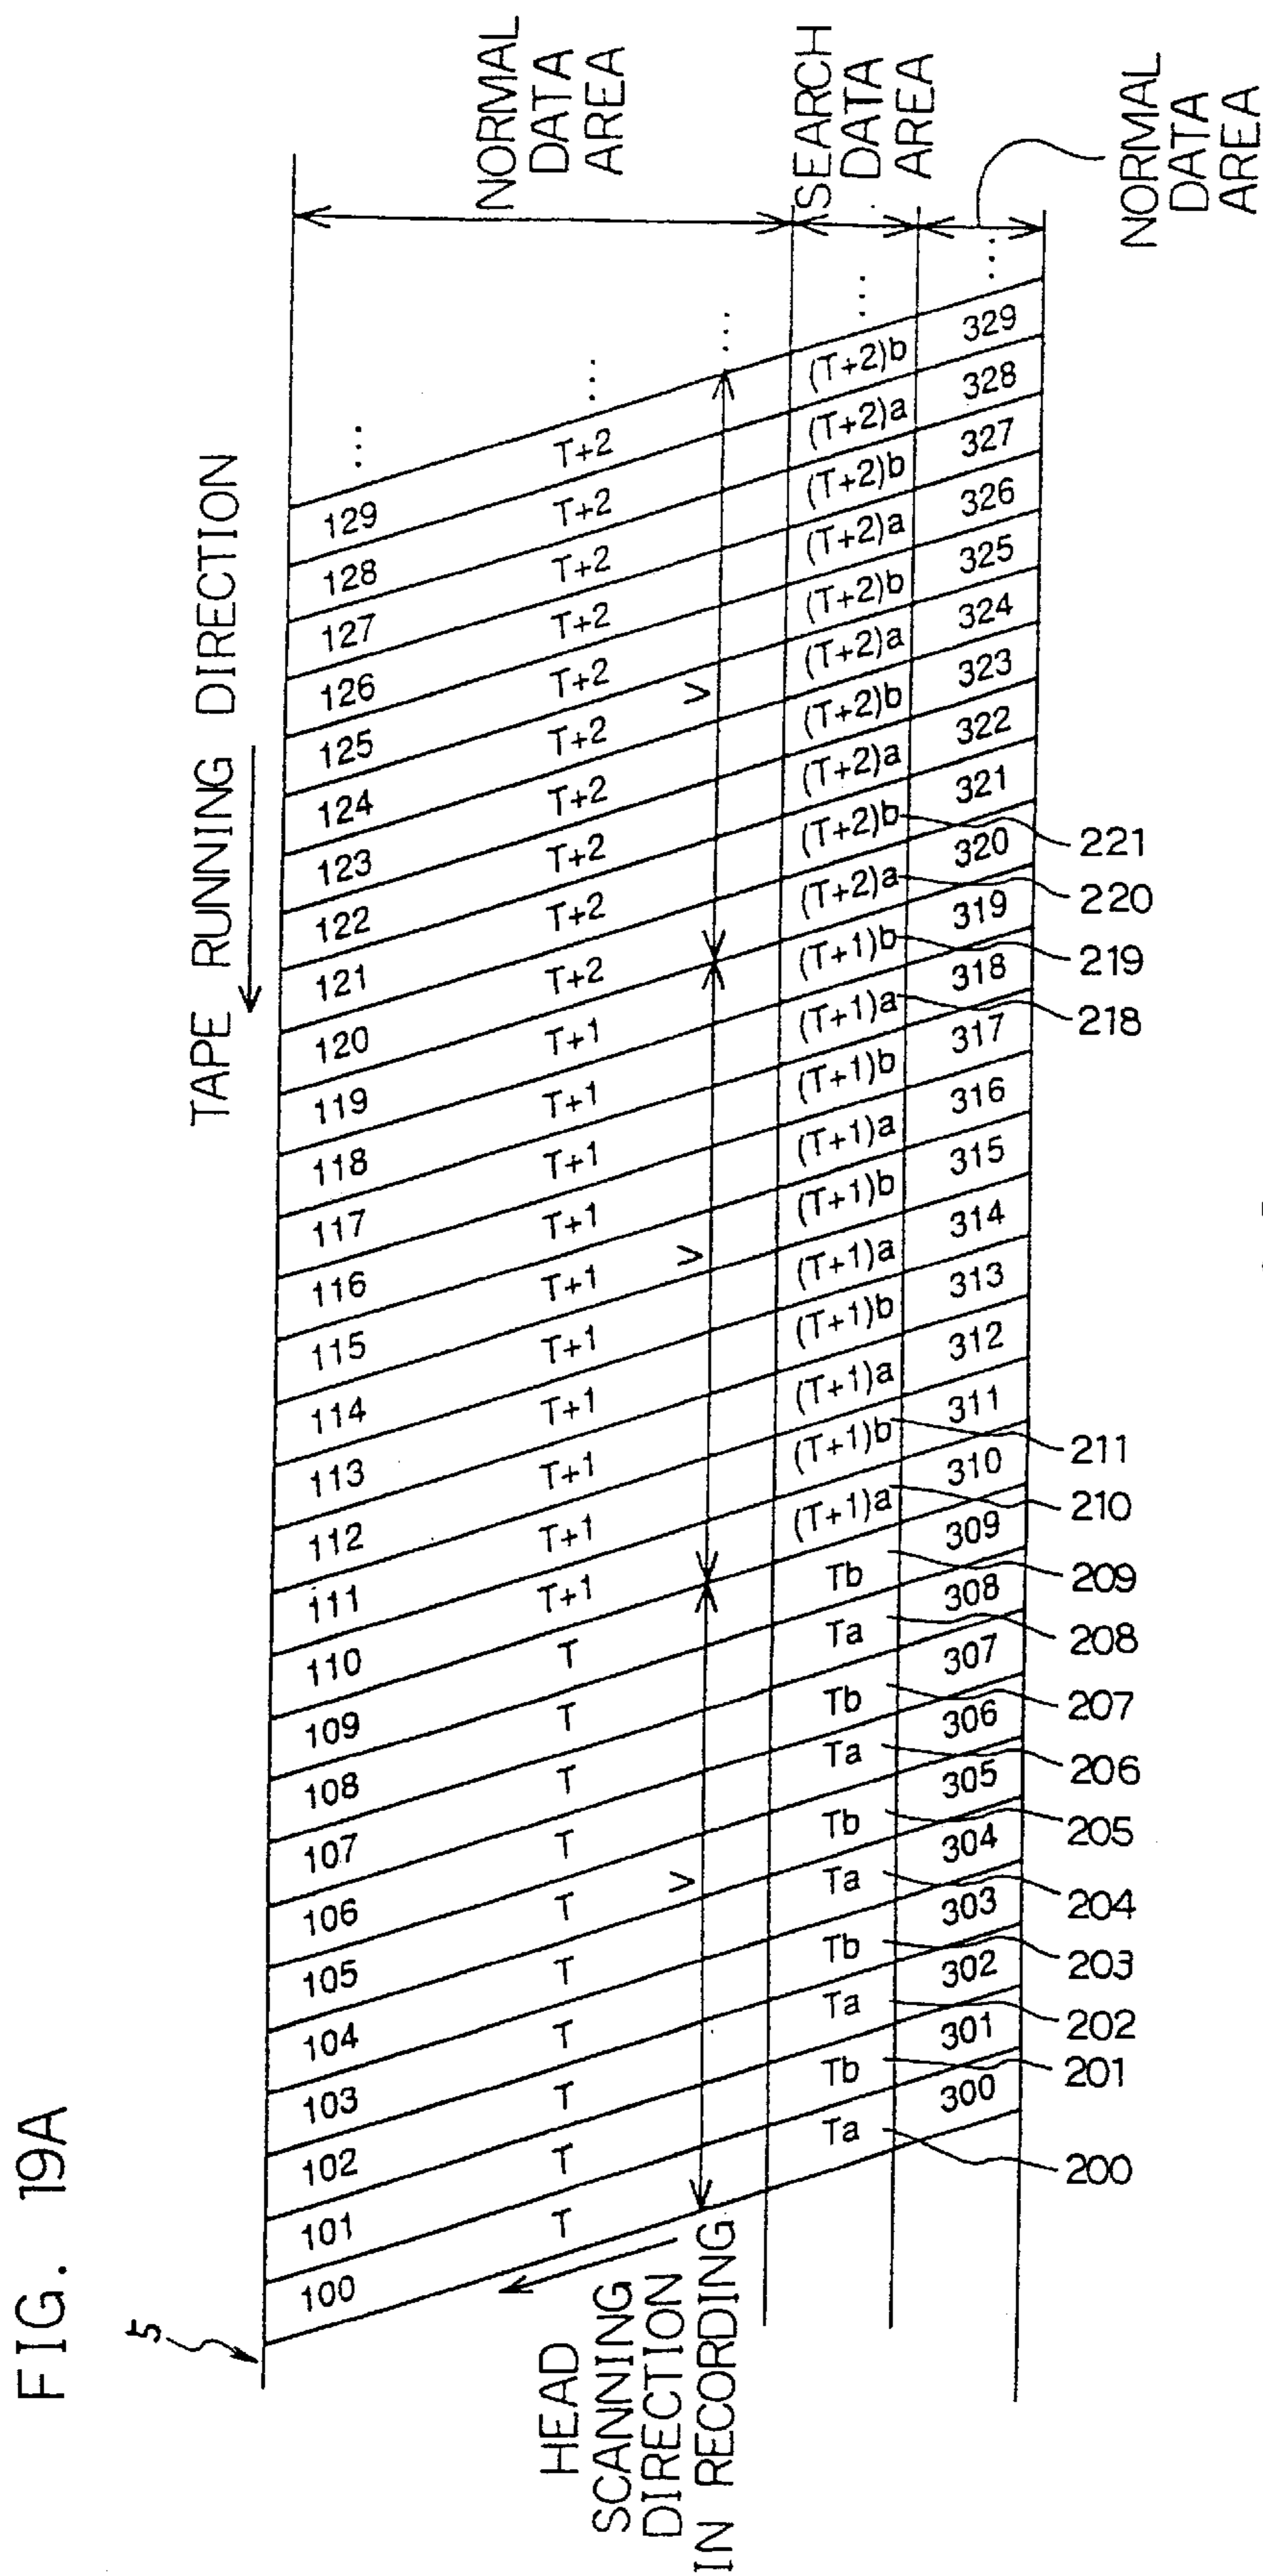 FIG. 19A
5
TAPE RUNNING DIRECTION
100 101 102 103 104 105 106 107 108 109 110 111 112 113 114 115 116 117 118 119 120 121 122 123 124 125 126 127 128 129 ...
T T T T T T T T T T T+1 T+1 T+1 T+1 T+1 T+1 T+1 T+1 T+1 T+1 T+2 T+2 T+2 T+2 T+2 T+2 T+2 T+2 T+2 T+2 ...
NORMAL
DATA
AREA
HEAD
SCANNING
DIRECTION
IN RECORDING
V V V ...
Ta Tb Ta Tb Ta Tb Ta Tb Ta Tb (T+1)a (T+1)b (T+1)a (T+1)b (T+1)a (T+1)b (T+1)a (T+1)b (T+1)a (T+1)b (T+2)a (T+2)b (T+2)a (T+2)b (T+2)a (T+2)b (T+2)a (T+2)b (T+2)a (T+2)b ...
SEARCH
DATA
AREA
300 301 302 303 304 305 306 307 308 309 310 311 312 313 314 315 316 317 318 319 320 321 322 323 324 325 326 327 328 329 ...
200 201 202 203 204 205 206 207 208 209 210 211 218 219 220 221
NORMAL
DATA
AREA